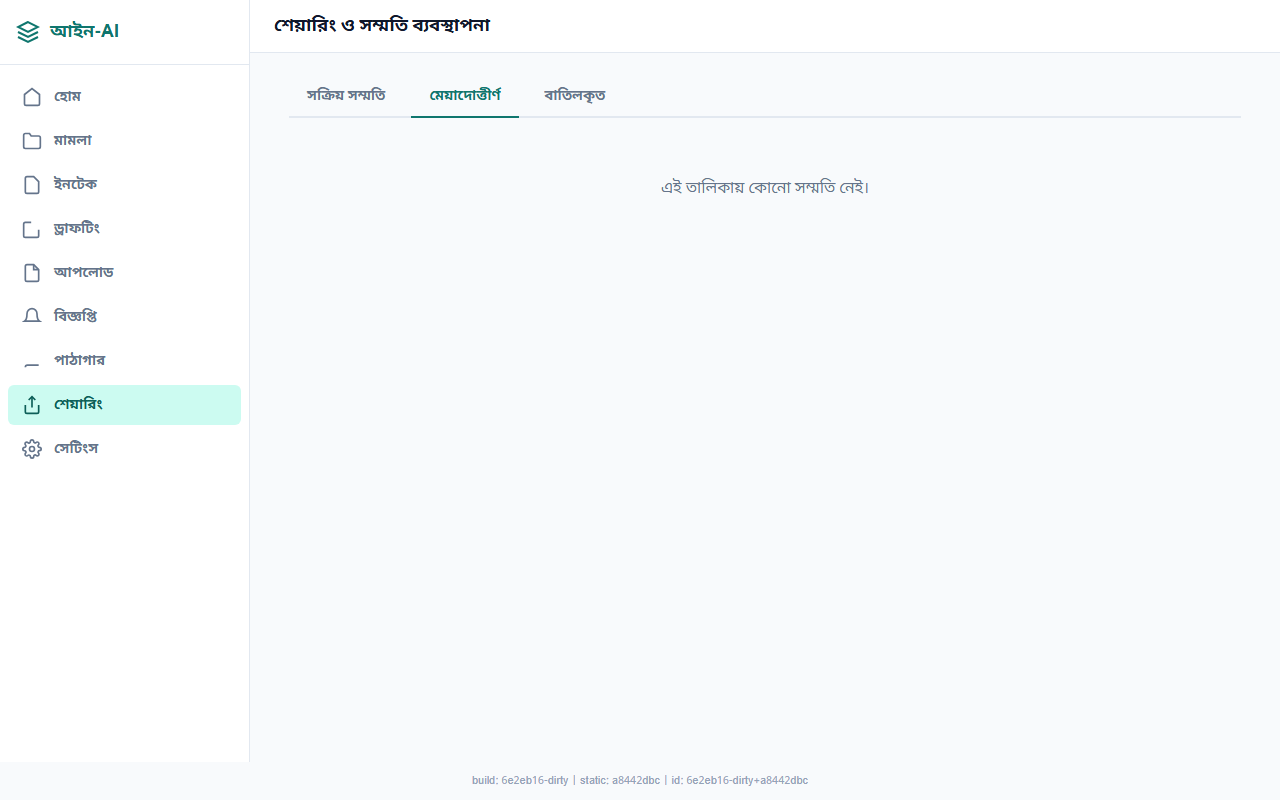 আইন-AI
শেয়ারিং ও সম্মতি ব্যবস্থাপনা
হোম
মামলা
ইনটেক
ড্রাফটিং
আপলোড
বিজ্ঞপ্তি
পাঠাগার
শেয়ারিং
সেটিংস
সক্রিয় সম্মতি
মেয়াদোত্তীর্ণ
বাতিলকৃত
এই তালিকায় কোনো সম্মতি নেই।
build: 6e2eb16-dirty | static: a8442dbc | id: 6e2eb16-dirty+a8442dbc